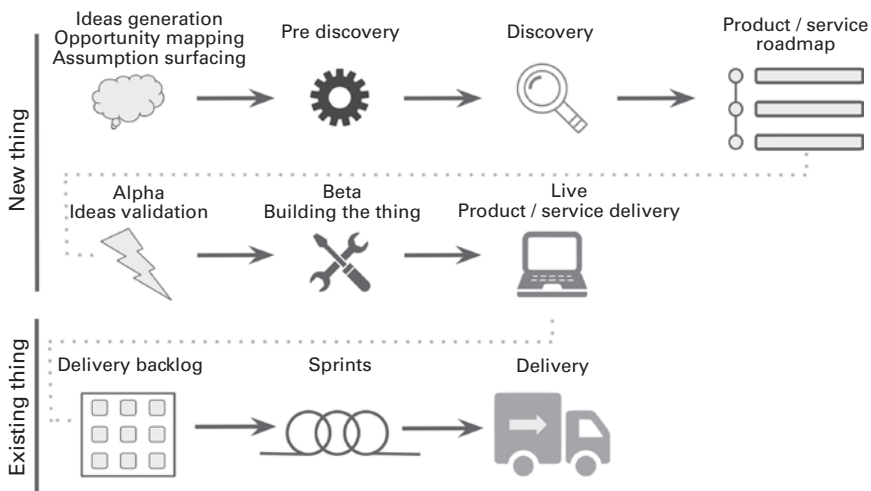 New thing
Ideas generation
Opportunity mapping
Assumption surfacing
Pre discovery
Discovery
Product / service
roadmap
Alpha
Ideas validation
Beta
Building the thing
Live
Product / service delivery
Existing thing
Delivery backlog
Sprints
Delivery